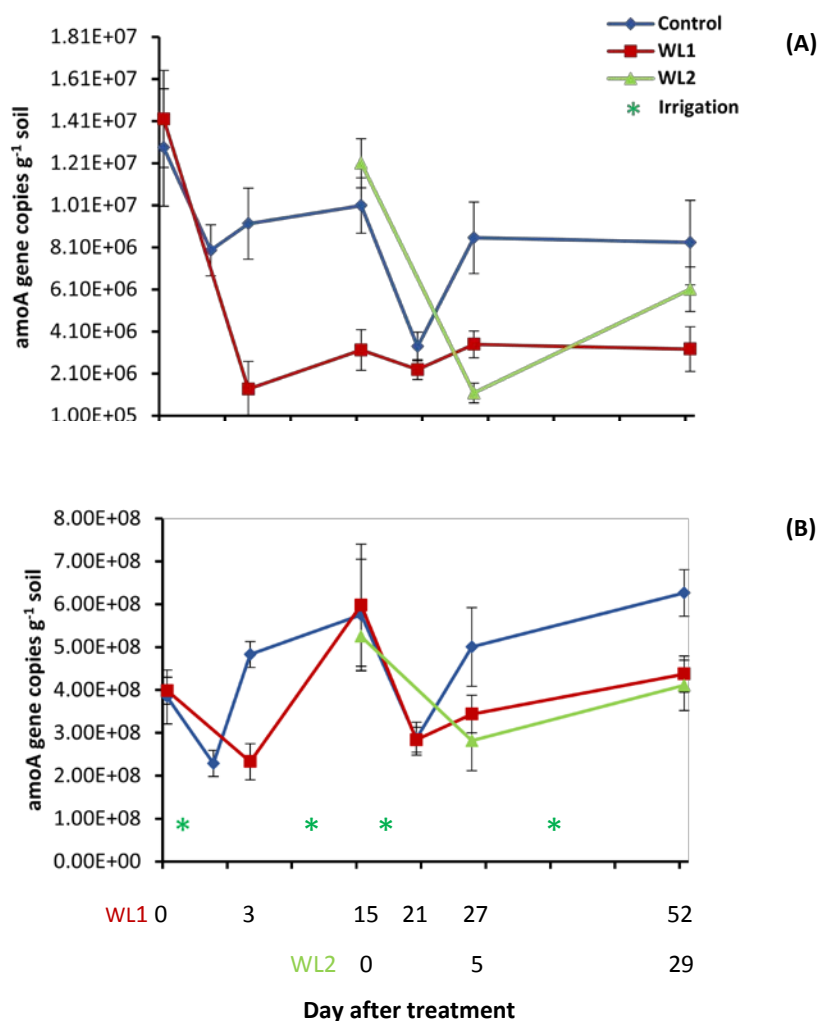 Control
WL1
WL2
* Irrigation
(A)
1.81E+07
1.61E+07
1.41E+07
1.21E+07
1.01E+07
8.10E+06
6.10E+06
4.10E+06
2.10E+06
1.00E+05
amoA gene copies g⁻¹ soil
(B)
8.00E+08
7.00E+08
6.00E+08
5.00E+08
4.00E+08
3.00E+08
2.00E+08
1.00E+08
0.00E+00
amoA gene copies g⁻¹ soil
* * * *
WL1 0 3 15 21 27 52
WL2 0 5 29
Day after treatment